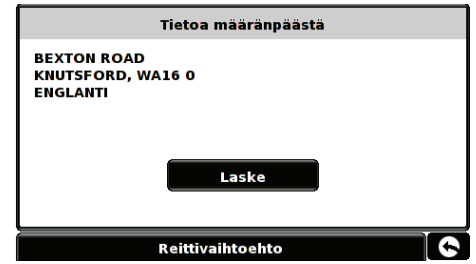 Tietoa määränpäästä
BEXTON ROAD
KNUTSFORD, WA16 0
ENGLANTI
Laske
Reittivaihtoehto